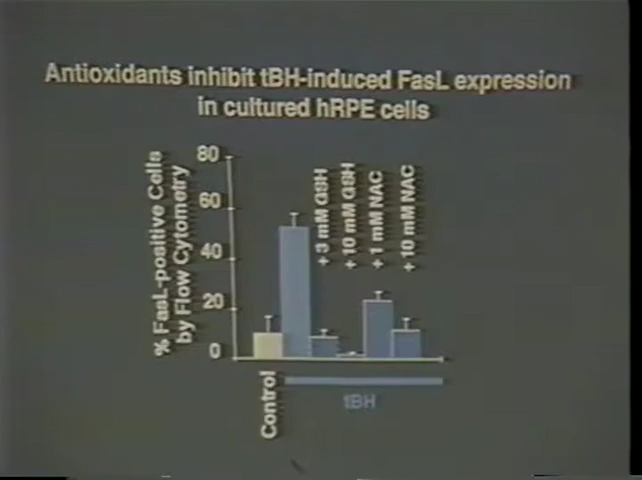 Antioxidants inhibit tBH-induced FasL expression
in cultured hRPE cells
% FasL-positive Cells
by Flow Cytometry
80
60
40
20
0
+ 3 mM GSH
+ 10 mM GSH
+ 1 mM NAC
+ 10 mM NAC
Control
tBH